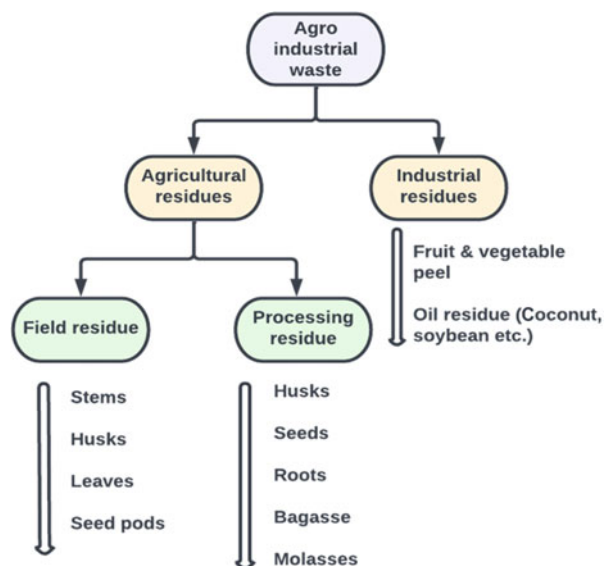 Agro
industrial
waste
Agricultural
residues
Industrial
residues
Fruit & vegetable
peel
Oil residue (Coconut,
soybean etc.)
Field residue
Processing
residue
Stems
Husks
Leaves
Seed pods
Husks
Seeds
Roots
Bagasse
Molasses